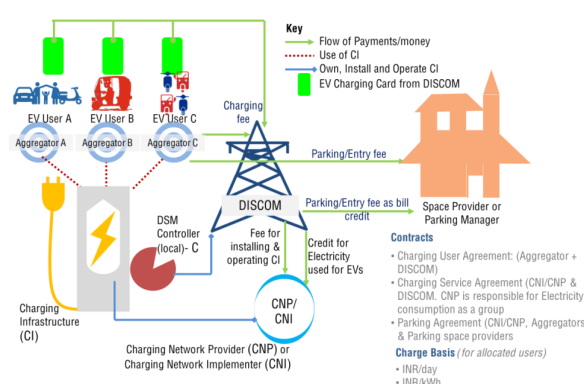 Key
Flow of Payments/money
Use of CI
Own, Install and Operate CI
EV Charging Card from DISCOM
Charging
fee
EV User A
EV User B
EV User C
Aggregator A
Aggregator B
Aggregator C
Parking/Entry fee
DISCOM
Parking/Entry fee as bill
credit
Space Provider or
Parking Manager
DSM
Controller
(local)- C
Fee for
installing &
operating CI
Credit for
Electricity
used for EVs
CNP/
CNI
Charging
Infrastructure
(CI)
Charging Network Provider (CNP) or
Charging Network Implementer (CNI)
Contracts
• Charging User Agreement: (Aggregator +
DISCOM)
• Charging Service Agreement (CNI/CNP &
DISCOM. CNP is responsible for Electricity
consumption as a group
• Parking Agreement (CNI/CNP, Aggregators
& Parking space providers
Charge Basis (for allocated users)
• INR/day
• INR/kWh